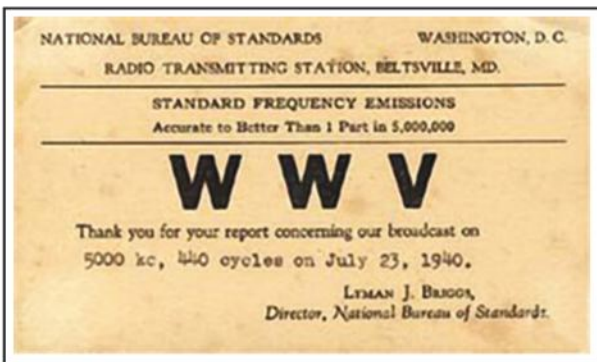 NATIONAL BUREAU OF STANDARDS WASHINGTON, D. C.
RADIO TRANSMITTING STATION, BELTSVILLE, MD.
STANDARD FREQUENCY EMISSIONS
Accurate to Better Than 1 Part in 5,000,000
W W V
Thank you for your report concerning our broadcast on
5000 kc, 440 cycles on July 23, 1940.
LYMAN J. BRIGGS,
Director, National Bureau of Standards.